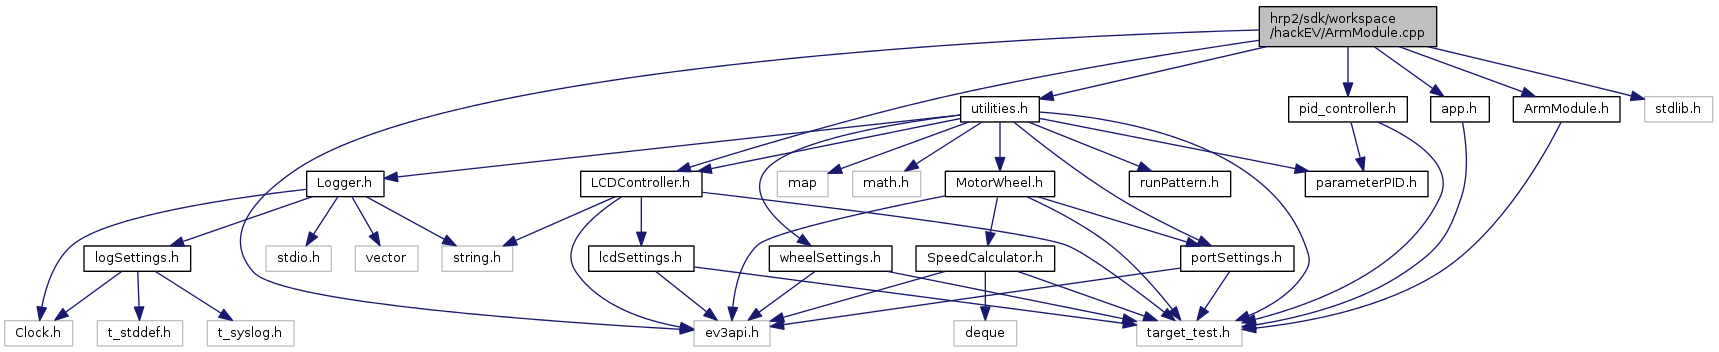 hrp2/sdk/workspace
/hackEV/ArmModule.cpp
utilities.h
pid_controller.h
app.h
ArmModule.h
stdlib.h
Logger.h
LCDController.h
map
math.h
MotorWheel.h
runPattern.h
parameterPID.h
logSettings.h
stdio.h
vector
string.h
lcdSettings.h
wheelSettings.h
SpeedCalculator.h
portSettings.h
Clock.h
t_stddef.h
t_syslog.h
ev3api.h
deque
target_test.h